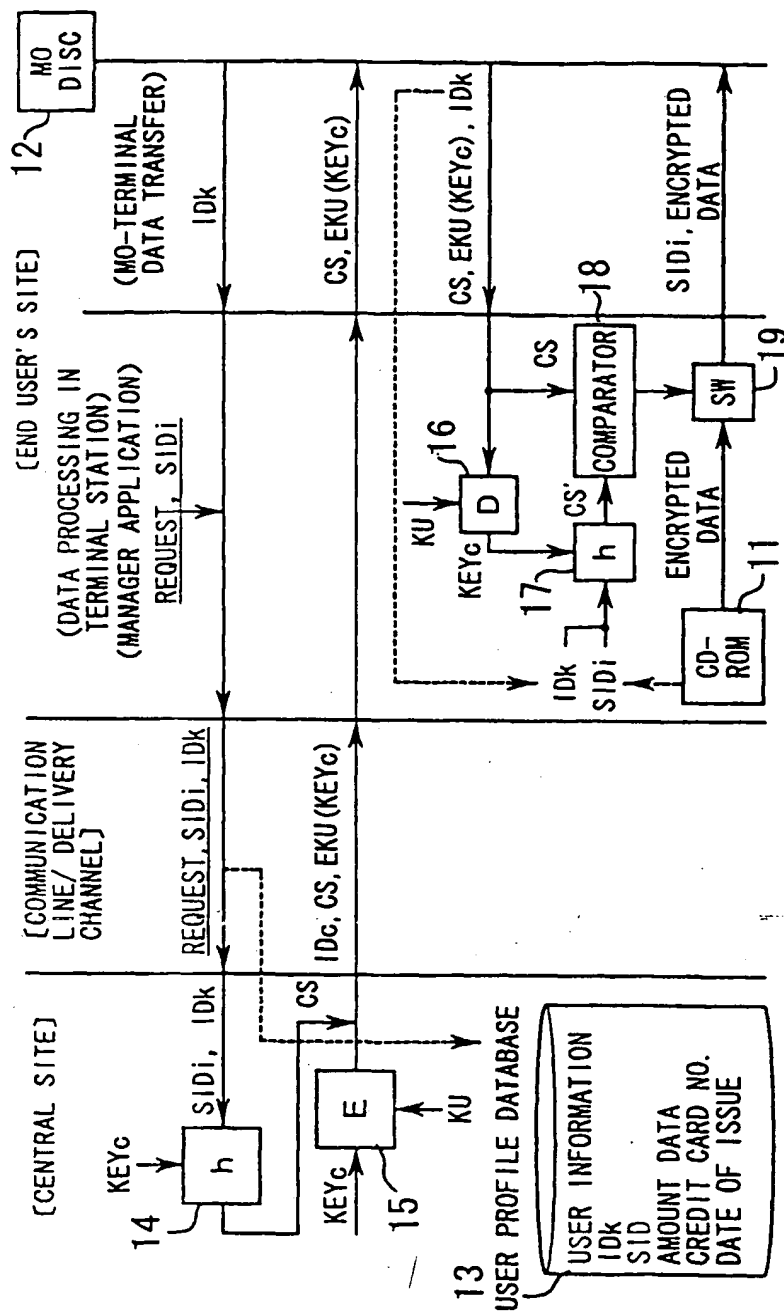 [CENTRAL SITE]
[COMMUNICATION
LINE/ DELIVERY
CHANNEL]
[END USER'S SITE]
(DATA PROCESSING IN
TERMINAL STATION)
(MANAGER APPLICATION)
(MO-TERMINAL
DATA TRANSFER)
12
MO
DISC
KEYc
h
14
SIDi, IDk
REQUEST, SIDi, IDk
REQUEST, SIDi
IDk
CS
KEYc
E
15
KU
IDc, CS, EKU(KEYc)
CS, EKU(KEYc)
13
USER PROFILE DATABASE
USER INFORMATION
IDk
SID
AMOUNT DATA
CREDIT CARD NO.
DATE OF ISSUE
IDk
CS, EKU(KEYc), IDk
KU
D
16
KEYc
CS
17
h
CS'
COMPARATOR
18
IDk
SIDi
CD-
ROM
11
ENCRYPTED
DATA
SW
19
SIDi, ENCRYPTED
DATA